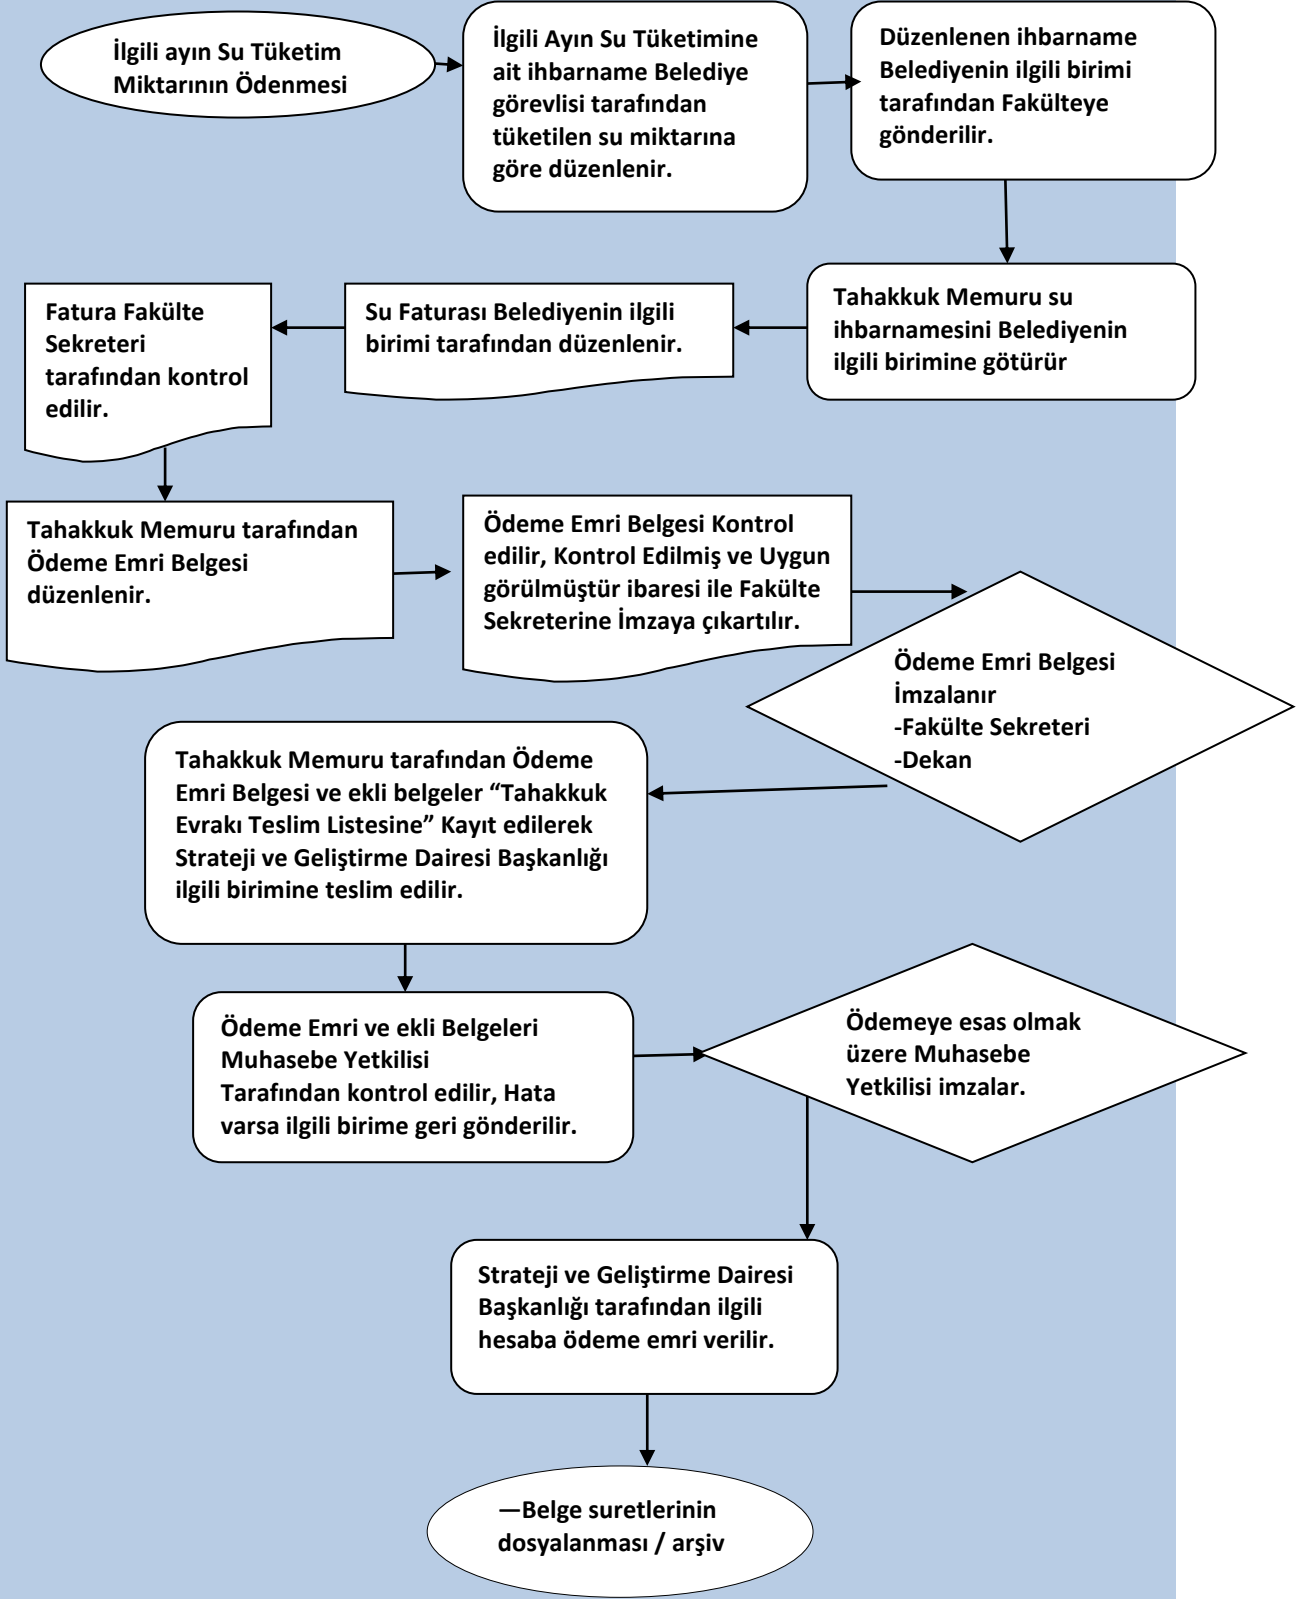 İlgili ayın Su Tüketim
Miktarının Ödenmesi
İlgili Ayın Su Tüketimine
ait ihbarname Belediye
görevlisi tarafından
tüketilen su miktarına
göre düzenlenir.
Düzenlenen ihbarname
Belediyenin ilgili birimi
tarafından Fakülteye
gönderilir.
Tahakkuk Memuru su
ihbarnamesini Belediyenin
ilgili birimine götürür
Su Faturası Belediyenin ilgili
birimi tarafından düzenlenir.
Fatura Fakülte
Sekreteri
tarafından kontrol
edilir.
Tahakkuk Memuru tarafından
Ödeme Emri Belgesi
düzenlenir.
Ödeme Emri Belgesi Kontrol
edilir, Kontrol Edilmiş ve Uygun
görülmüştür ibaresi ile Fakülte
Sekreterine İmzaya çıkartılır.
Ödeme Emri Belgesi
İmzalanır
-Fakülte Sekreteri
-Dekan
Tahakkuk Memuru tarafından Ödeme
Emri Belgesi ve ekli belgeler “Tahakkuk
Evrakı Teslim Listesine” Kayıt edilerek
Strateji ve Geliştirme Dairesi Başkanlığı
ilgili birimine teslim edilir.
Ödeme Emri ve ekli Belgeleri
Muhasebe Yetkilisi
Tarafından kontrol edilir, Hata
varsa ilgili birime geri gönderilir.
Ödemeye esas olmak
üzere Muhasebe
Yetkilisi imzalar.
Strateji ve Geliştirme Dairesi
Başkanlığı tarafından ilgili
hesaba ödeme emri verilir.
—Belge suretlerinin
dosyalanması / arşiv